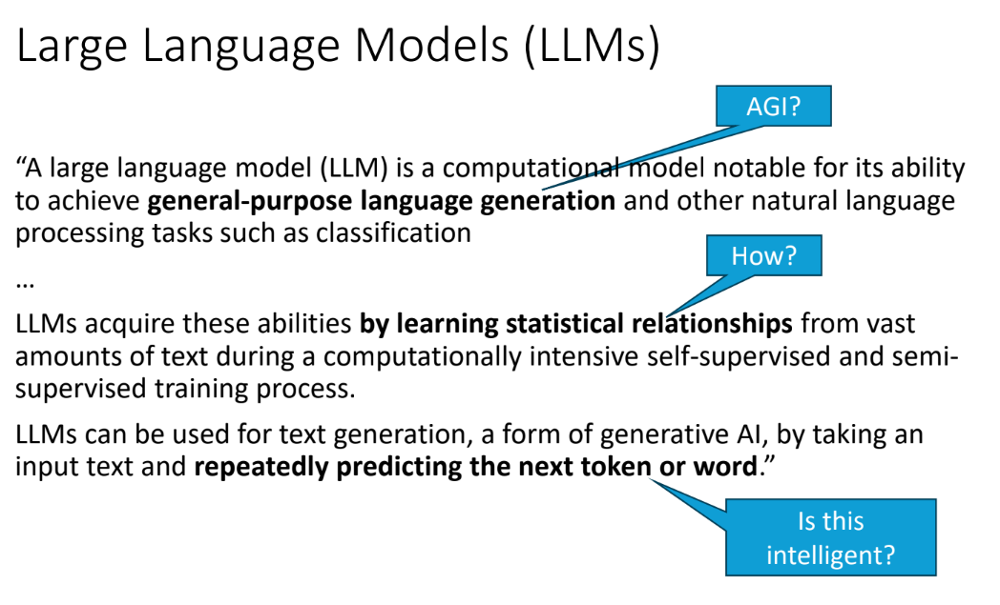 Large Language Models (LLMs)
AGI?
“A large language model (LLM) is a computational model notable for its ability
to achieve general-purpose language generation and other natural language
processing tasks such as classification
How?
…
LLMs acquire these abilities by learning statistical relationships from vast
amounts of text during a computationally intensive self-supervised and semi-
supervised training process.
LLMs can be used for text generation, a form of generative AI, by taking an
input text and repeatedly predicting the next token or word.”
Is this
intelligent?